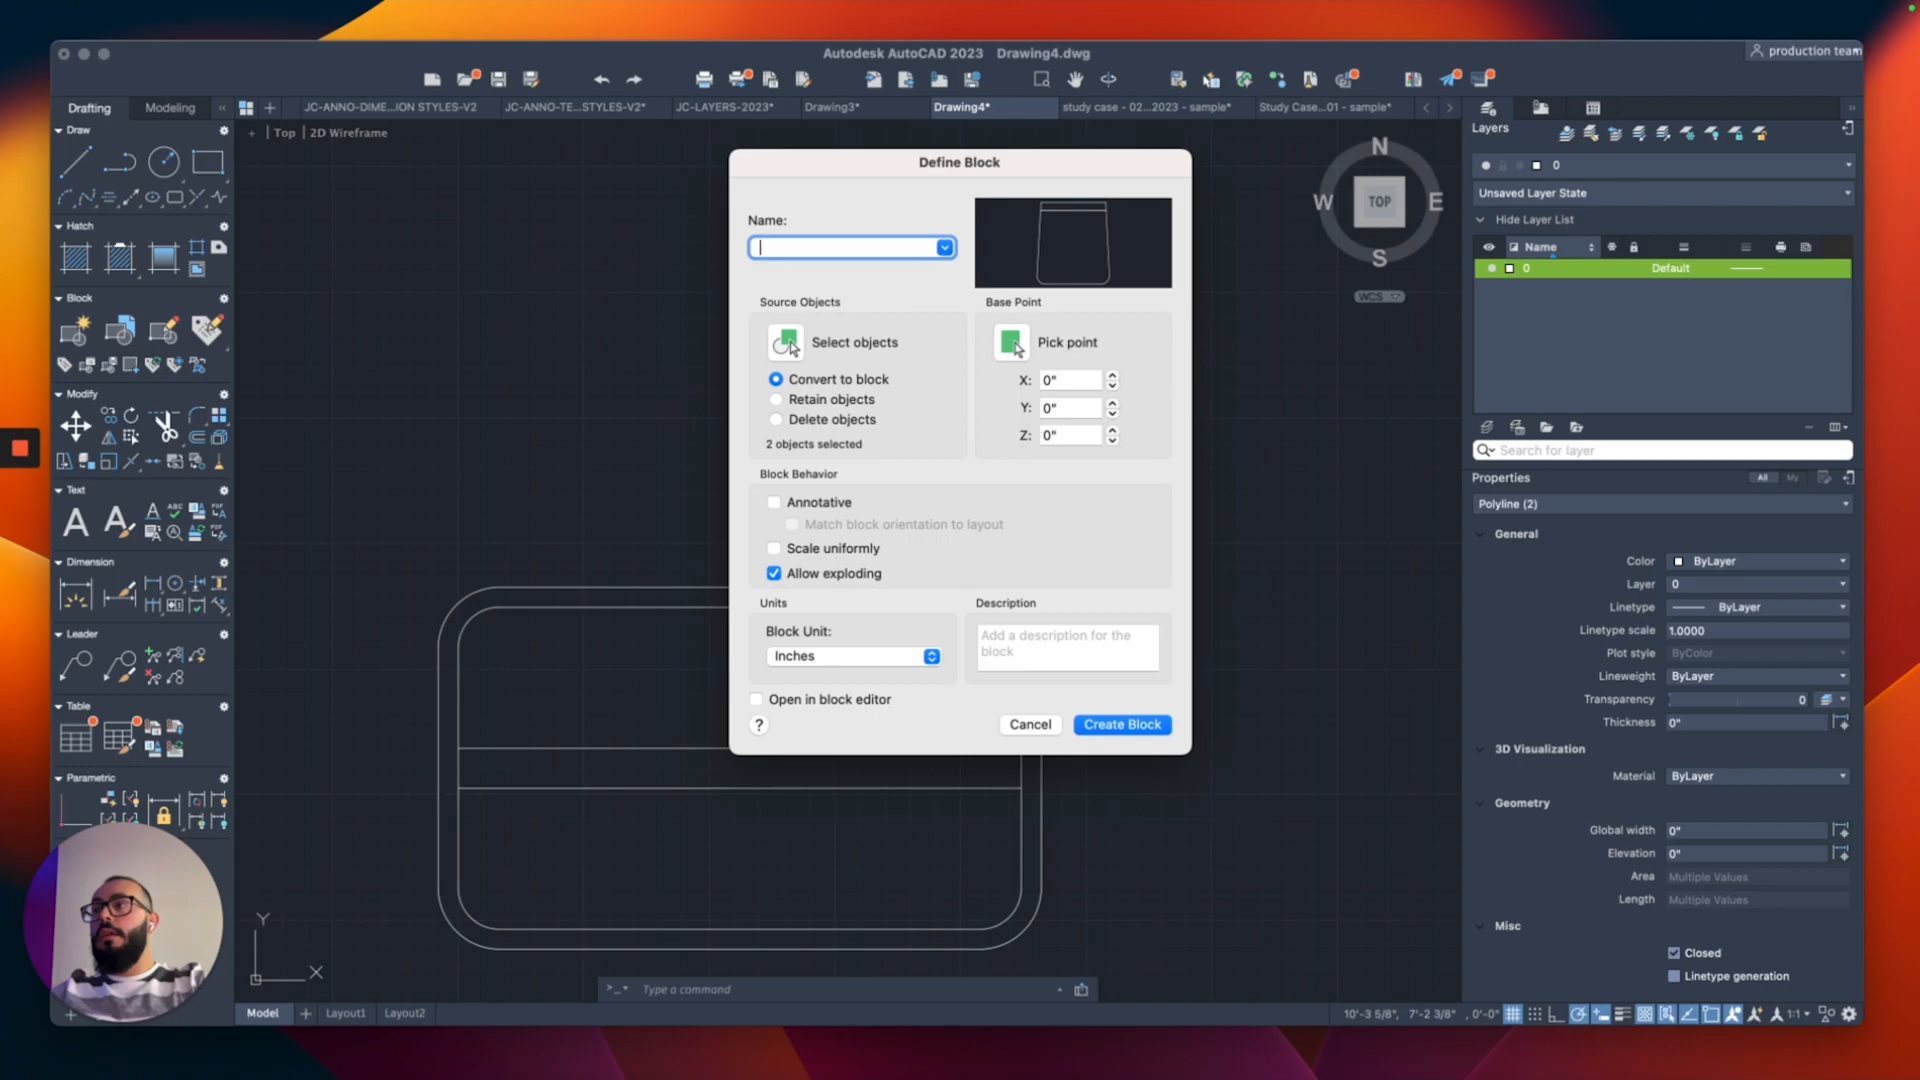 Autodesk AutoCAD 2023 Drawing4.dwg
production team
Drafting
Modeling
JC-ANNO-DIME...ION STYLES-V2
JC-ANNO-TE...STYLES-V2*
JC-LAYERS-2023*
Drawing3*
Drawing4*
study case - 02...2023 - sample*
Study Case...01 - sample*
Draw
Hatch
Block
Modify
Text
Dimension
Leader
Table
Parametric
+ | Top | 2D Wireframe
N
W
TOP
E
S
WCS
Define Block
Name:
Source Objects
Select objects
Convert to block
Retain objects
Delete objects
2 objects selected
Base Point
Pick point
X: 0"
Y: 0"
Z: 0"
Block Behavior
Annotative
Match block orientation to layout
Scale uniformly
Allow exploding
Units
Block Unit:
Inches
Description
Add a description for the
block
Open in block editor
?
Cancel
Create Block
Y
X
>_ Type a command
Model
Layout1
Layout2
10'-3 5/8", 7'-2 3/8" , 0'-0"
1:1
Layers
0
Unsaved Layer State
Hide Layer List
Name
0 Default
Search for layer
Properties
All
My
Polyline (2)
General
Color ByLayer
Layer 0
Linetype ByLayer
Linetype scale 1.0000
Plot style ByColor
Lineweight ByLayer
Transparency 0
Thickness 0"
3D Visualization
Material ByLayer
Geometry
Global width 0"
Elevation 0"
Area Multiple Values
Length Multiple Values
Misc
Closed
Linetype generation